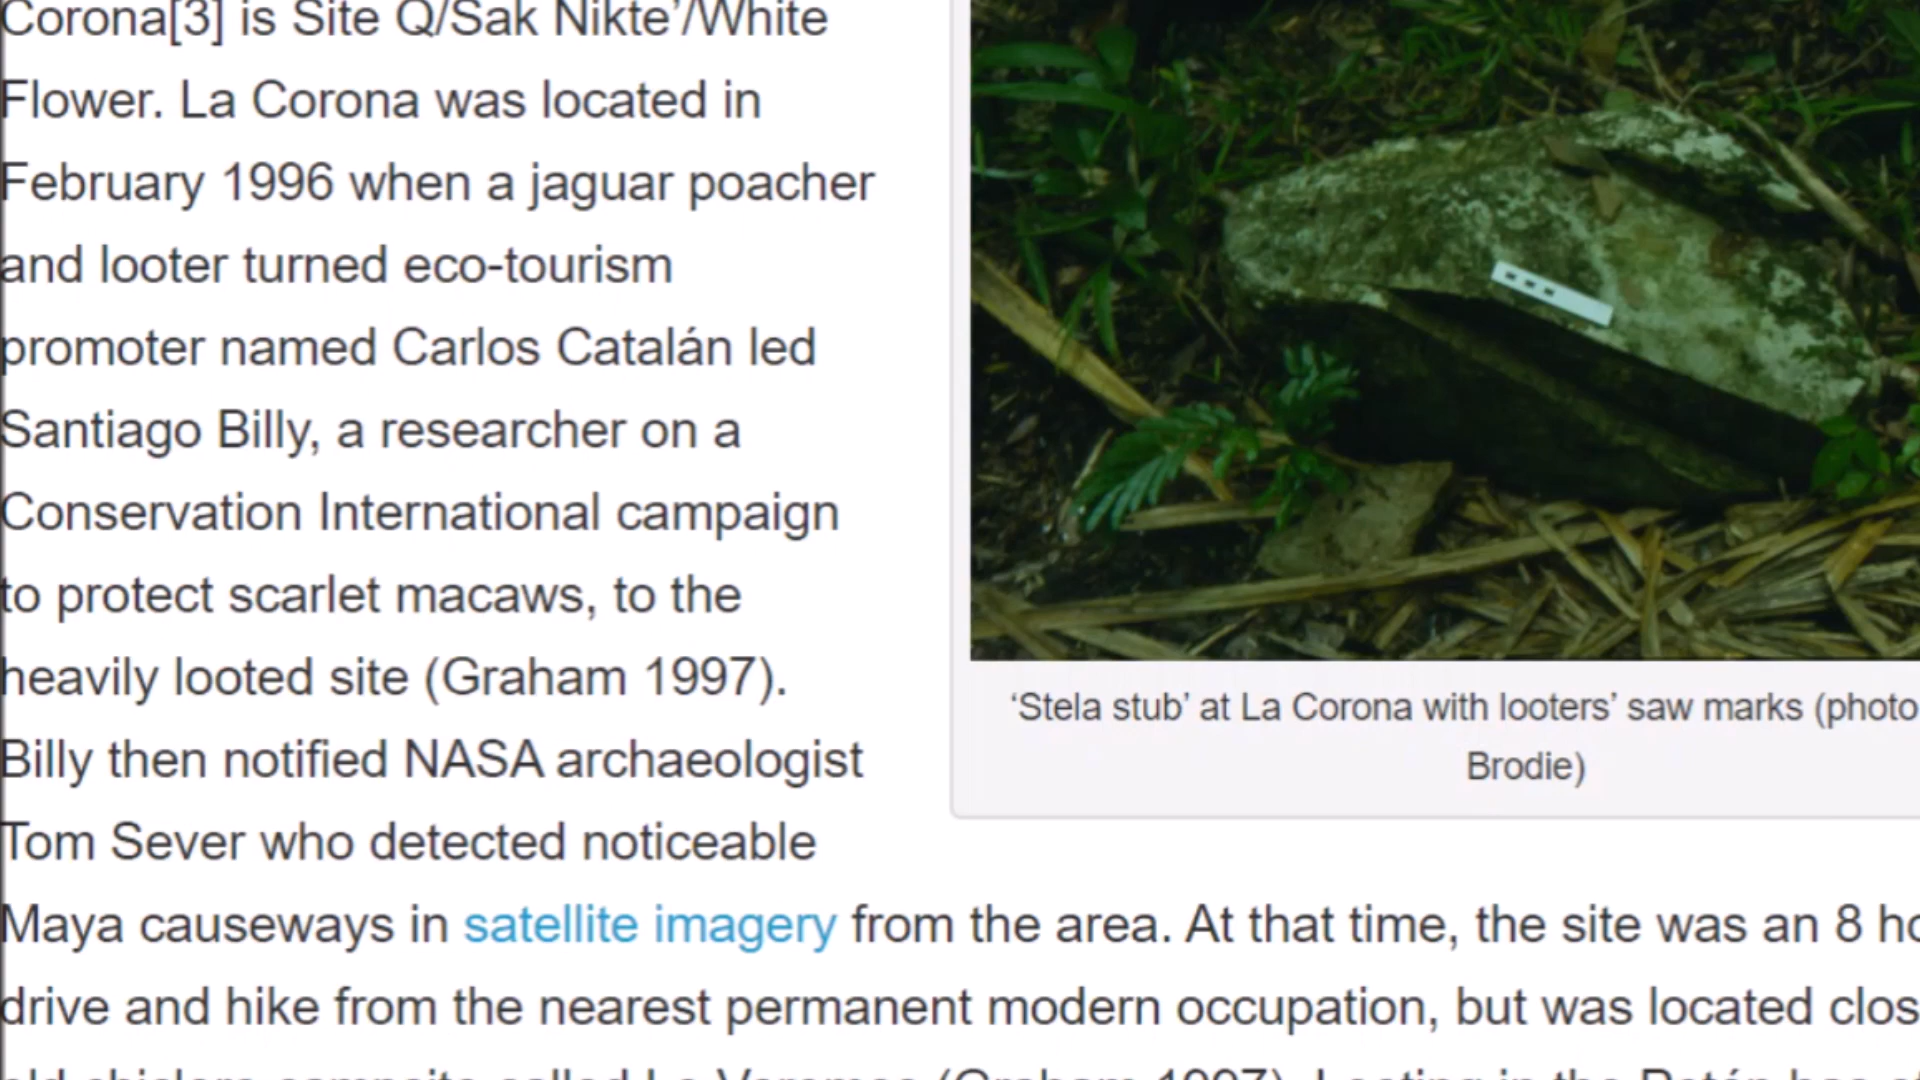 Corona[3] is Site Q/Sak Nikte’/White
Flower. La Corona was located in
February 1996 when a jaguar poacher
and looter turned eco-tourism
promoter named Carlos Catalán led
Santiago Billy, a researcher on a
Conservation International campaign
to protect scarlet macaws, to the
heavily looted site (Graham 1997).
Billy then notified NASA archaeologist
Tom Sever who detected noticeable
Maya causeways in satellite imagery from the area. At that time, the site was an 8
drive and hike from the nearest permanent modern occupation, but was located
‘Stela stub’ at La Corona with looters’ saw marks (photo
Brodie)